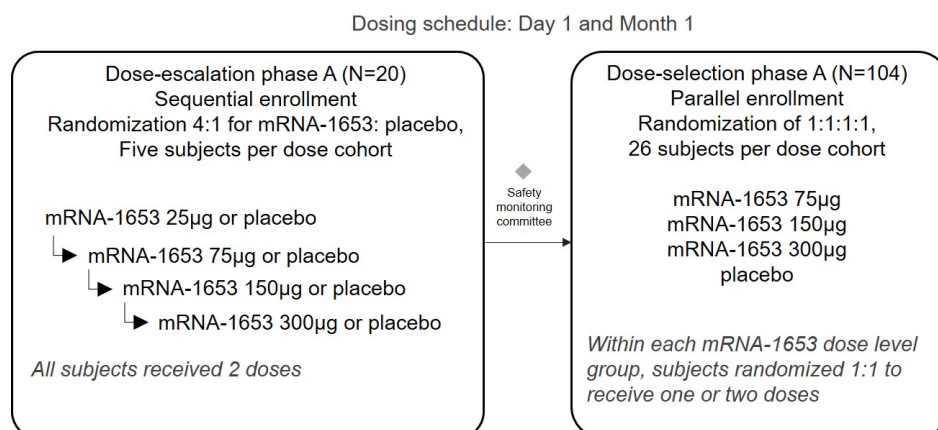 Dosing schedule: Day 1 and Month 1
Dose-escalation phase A (N=20)
Sequential enrollment
Randomization 4:1 for mRNA-1653: placebo,
Five subjects per dose cohort
mRNA-1653 25µg or placebo
mRNA-1653 75µg or placebo
mRNA-1653 150µg or placebo
mRNA-1653 300µg or placebo
All subjects received 2 doses
Safety
monitoring
committee
Dose-selection phase A (N=104)
Parallel enrollment
Randomization of 1:1:1:1,
26 subjects per dose cohort
mRNA-1653 75µg
mRNA-1653 150µg
mRNA-1653 300µg
placebo
Within each mRNA-1653 dose level
group, subjects randomized 1:1 to
receive one or two doses